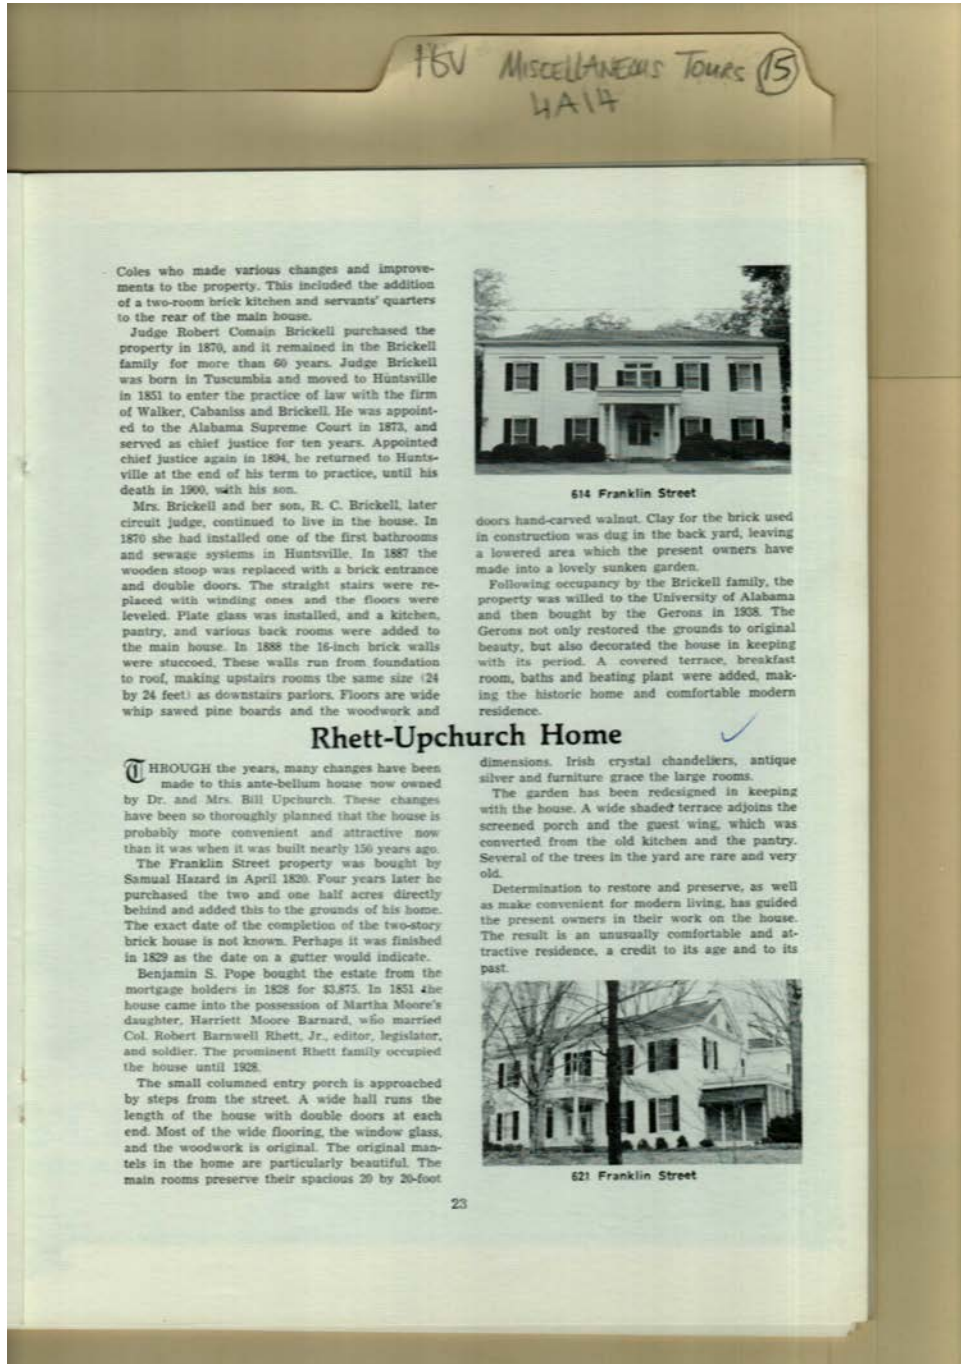 MISCELLANEOUS TOURS 15
4A14
Coles who made various changes and improve-
ments to the property. This included the addition
of a two-room brick kitchen and servants' quarters
to the rear of the main house.
Judge Robert Comain Brickell purchased the
property in 1870, and it remained in the Brickell
family for more than 60 years. Judge Brickell
was born in Tuscumbia and moved to Huntsville
in 1851 to enter the practice of law with the firm
of Walker, Cabaniss and Brickell. He was appoint-
ed to the Alabama Supreme Court in 1873, and
served as chief justice for ten years. Appointed
chief justice again in 1894, he returned to Hunts-
ville at the end of his term to practice, until his
death in 1900, with his son.
Mrs. Brickell and her son, R. C. Brickell, later
circuit judge, continued to live in the house. In
1870 she had installed one of the first bathrooms
and sewage systems in Huntsville. In 1887 the
wooden stoop was replaced with a brick entrance
and double doors. The straight stairs were re-
placed with winding ones and the floors were
leveled. Plate glass was installed, and a kitchen,
pantry, and various back rooms were added to
the main house. In 1888 the 16-inch brick walls
were stuccoed. These walls run from foundation
to roof, making upstairs rooms the same size (24
by 24 feet) as downstairs parlors. Floors are wide
whip sawed pine boards and the woodwork and
614 Franklin Street
doors hand-carved walnut. Clay for the brick used
in construction was dug in the back yard, leaving
a lowered area which the present owners have
made into a lovely sunken garden.
Following occupancy by the Brickell family, the
property was willed to the University of Alabama
and then bought by the Gerons in 1938. The
Gerons not only restored the grounds to original
beauty, but also decorated the house in keeping
with its period. A covered terrace, breakfast
room, baths and heating plant were added, mak-
ing the historic home and comfortable modern
residence.
Rhett-Upchurch Home
THROUGH the years, many changes have been
made to this ante-bellum house now owned
by Dr. and Mrs. Bill Upchurch. These changes
have been so thoroughly planned that the house is
probably more convenient and attractive now
than it was when it was built nearly 150 years ago.
The Franklin Street property was bought by
Samual Hazard in April 1820. Four years later he
purchased the two and one half acres directly
behind and added this to the grounds of his home.
The exact date of the completion of the two-story
brick house is not known. Perhaps it was finished
in 1829 as the date on a gutter would indicate.
Benjamin S. Pope bought the estate from the
mortgage holders in 1828 for $3,875. In 1851 the
house came into the possession of Martha Moore's
daughter, Harriett Moore Barnard, who married
Col. Robert Barnwell Rhett, Jr., editor, legislator,
and soldier. The prominent Rhett family occupied
the house until 1928.
The small columned entry porch is approached
by steps from the street. A wide hall runs the
length of the house with double doors at each
end. Most of the wide flooring, the window glass,
and the woodwork is original. The original man-
tels in the home are particularly beautiful. The
main rooms preserve their spacious 20 by 20-foot
dimensions. Irish crystal chandeliers, antique
silver and furniture grace the large rooms.
The garden has been redesigned in keeping
with the house. A wide shaded terrace adjoins the
screened porch and the guest wing, which was
converted from the old kitchen and the pantry.
Several of the trees in the yard are rare and very
old.
Determination to restore and preserve, as well
as make convenient for modern living, has guided
the present owners in their work on the house.
The result is an unusually comfortable and at-
tractive residence, a credit to its age and to its
past.
621 Franklin Street
23